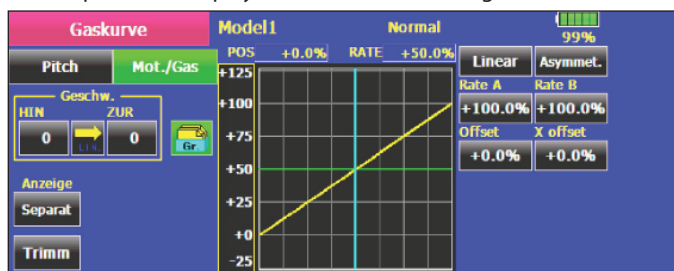 Gaskurve Model1 Normal 99%
Pitch Mot./Gas POS +0.0% RATE +50.0% Linear Asymmet.
Geschw.
HIN ZUR
0 LIN. 0 Gr.
Anzeige
Separat
Trimm
+125
+100
+75
+50
+25
+0
-25
Rate A Rate B
+100.0% +100.0%
Offset X offset
+0.0% +0.0%